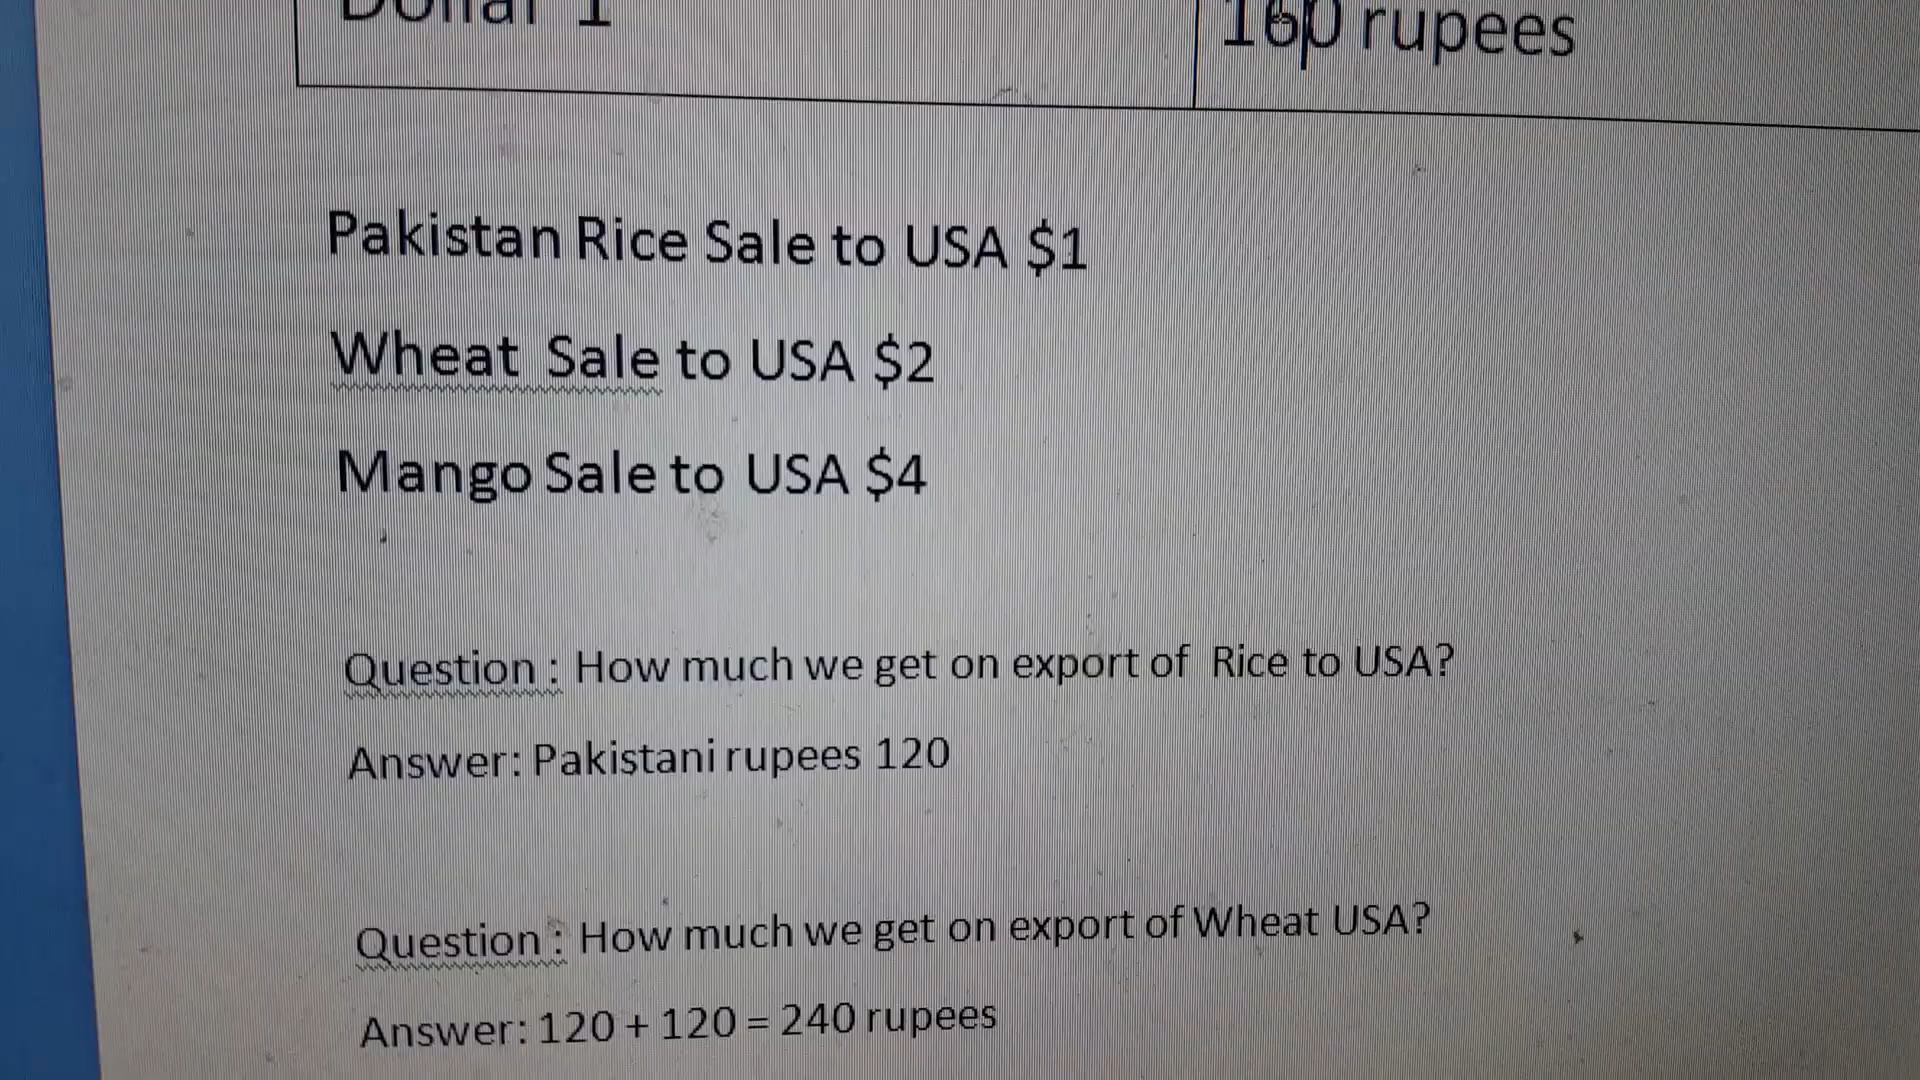 Dollar 1
160 rupees
Pakistan Rice Sale to USA $1
Wheat Sale to USA $2
Mango Sale to USA $4
Question : How much we get on export of Rice to USA?
Answer: Pakistani rupees 120
Question : How much we get on export of Wheat USA?
Answer: 120 + 120 = 240 rupees